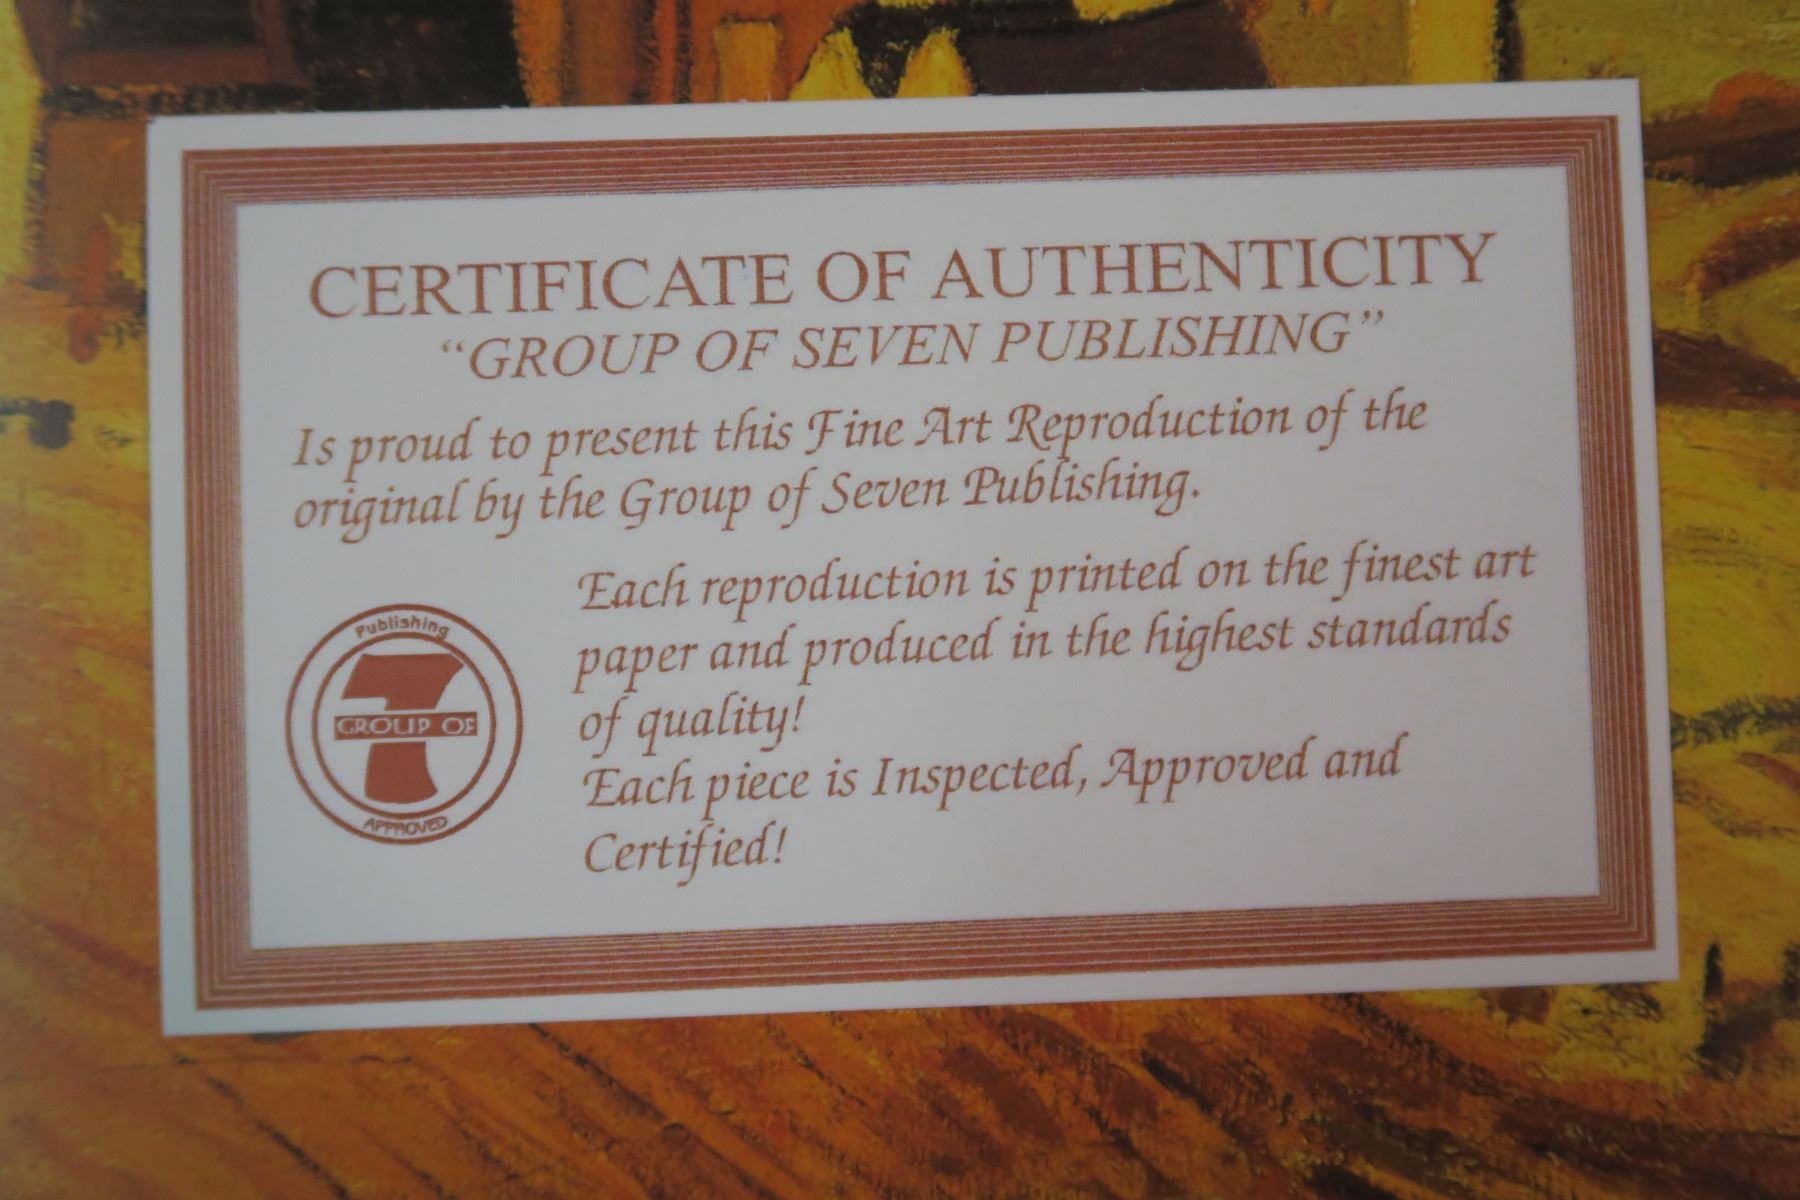 CERTIFICATE OF AUTHENTICITY
“GROUP OF SEVEN PUBLISHING”
Is proud to present this Fine Art Reproduction of the
original by the Group of Seven Publishing.
Each reproduction is printed on the finest art
paper and produced in the highest standards
of quality!
Each piece is Inspected, Approved and
Certified!
Publishing
7
GROUP OF
APPROVED